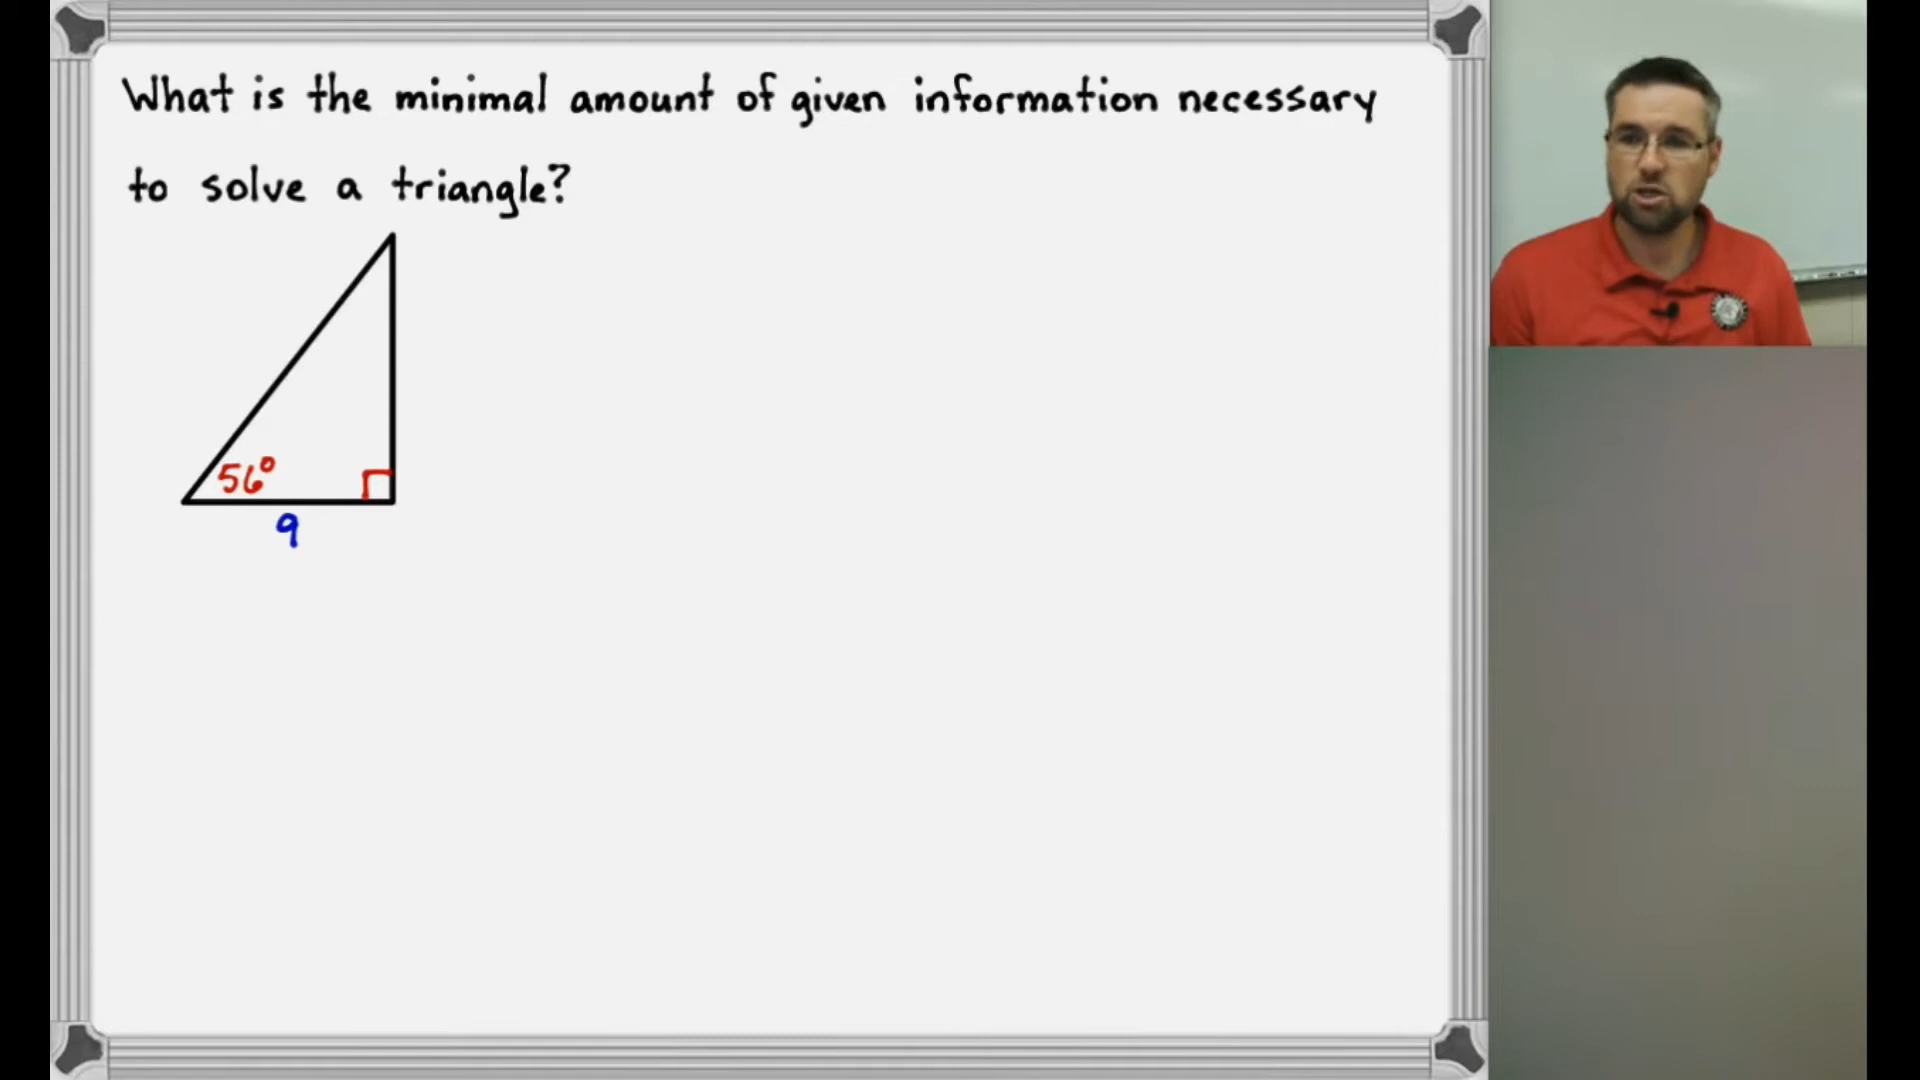 What is the minimal amount of given information necessary
to solve a triangle?
56°
9